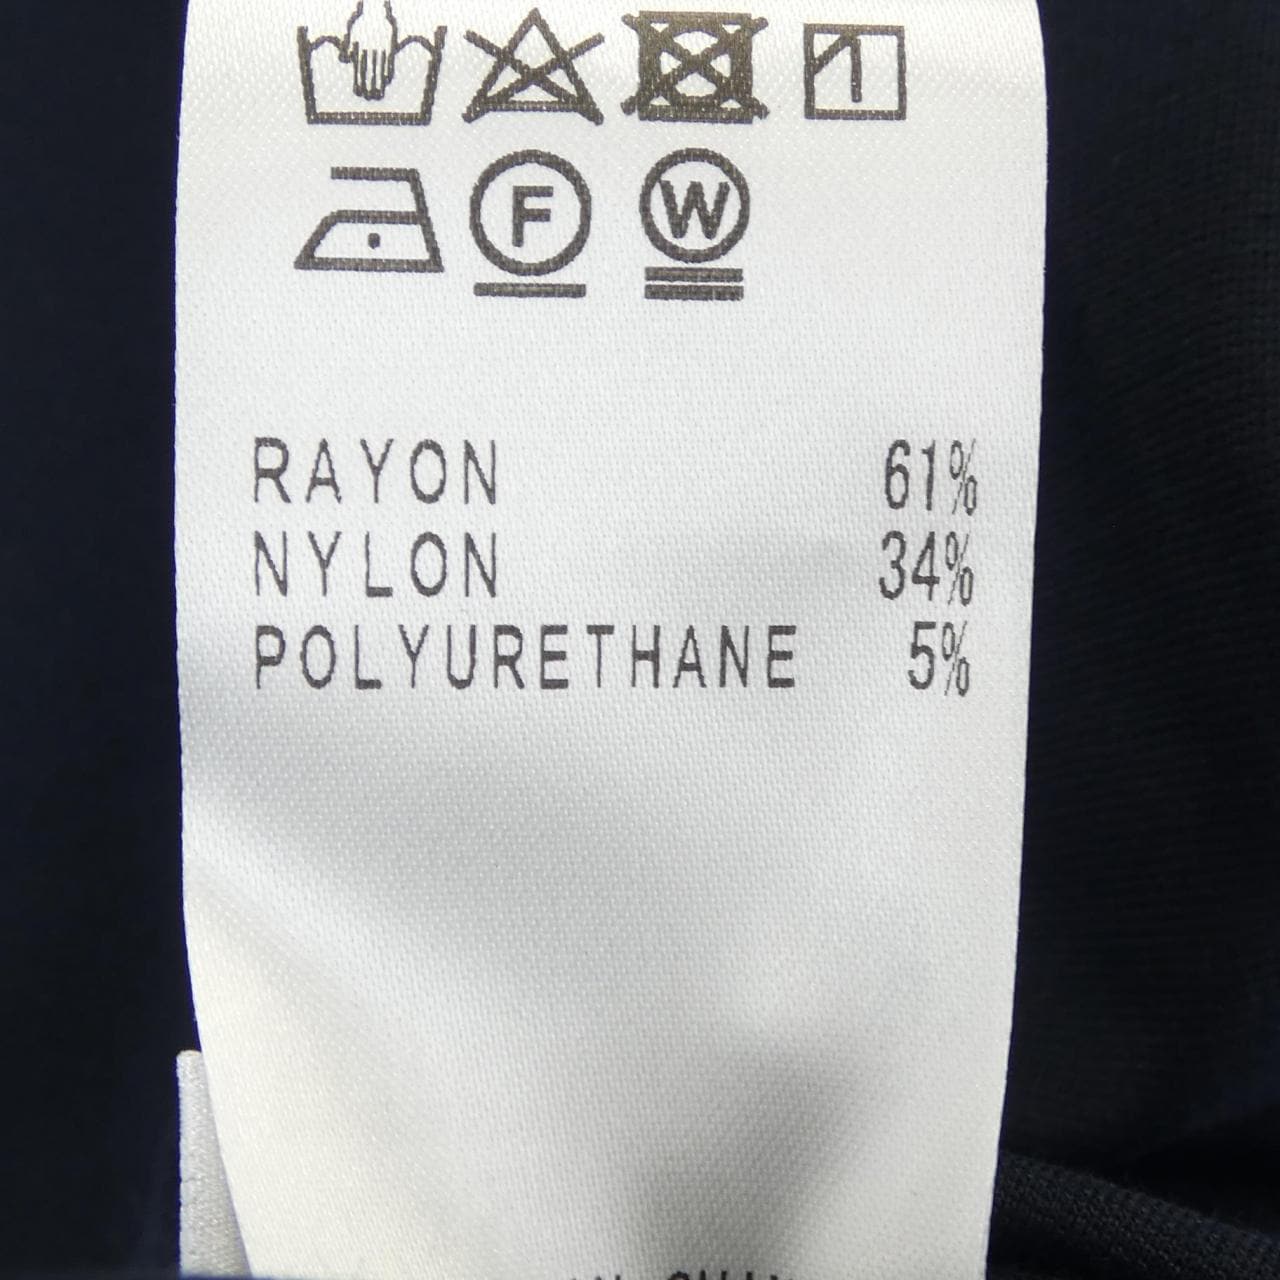 F W
RAYON 61%
NYLON 34%
POLYURETHANE 5%